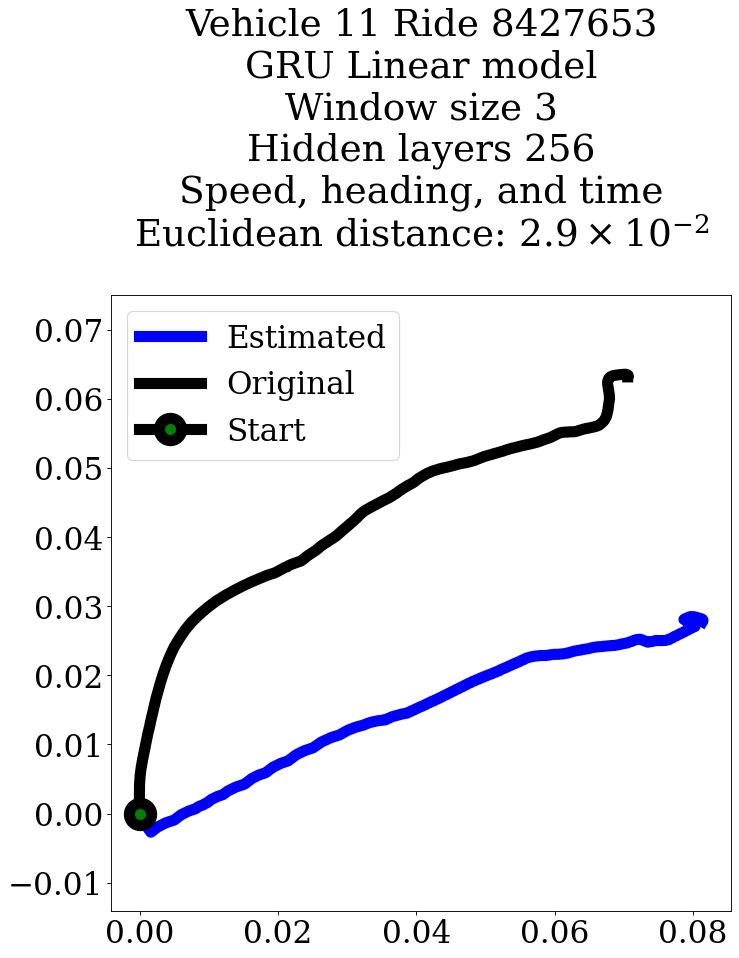 Vehicle 11 Ride 8427653
GRU Linear model
Window size 3
Hidden layers 256
Speed, heading, and time
Euclidean distance: 2.9 × 10⁻²
Estimated
Original
Start
0.07
0.06
0.05
0.04
0.03
0.02
0.01
0.00
−0.01
0.00 0.02 0.04 0.06 0.08